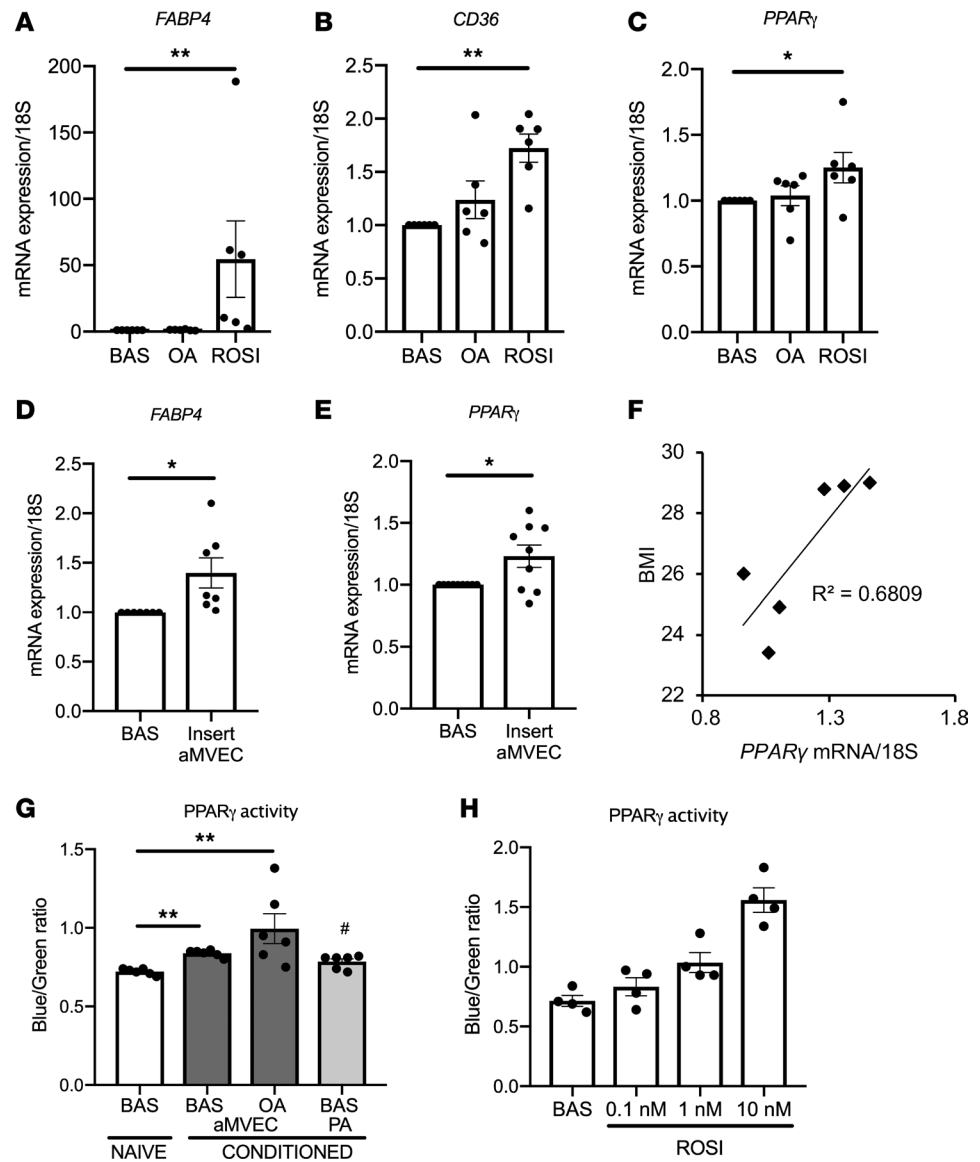 A
FABP4
**
mRNA expression/18S
200
150
100
50
0
BAS OA ROSI
B
CD36
**
mRNA expression/18S
2.5
2.0
1.5
1.0
0.5
0.0
BAS OA ROSI
C
PPARγ
*
mRNA expression/18S
2.0
1.5
1.0
0.5
0.0
BAS OA ROSI
D
FABP4
*
mRNA expression/18S
2.5
2.0
1.5
1.0
0.5
0.0
BAS Insert
aMVEC
E
PPARγ
*
mRNA expression/18S
2.0
1.5
1.0
0.5
0.0
BAS Insert
aMVEC
F
BMI
30
28
26
24
22
R² = 0.6809
0.8 1.3 1.8
PPARγ mRNA/18S
G
PPARγ activity
**
**
#
Blue/Green ratio
1.5
1.0
0.5
0.0
BAS BAS OA BAS
aMVEC PA
NAIVE CONDITIONED
H
PPARγ activity
Blue/Green ratio
2.0
1.5
1.0
0.5
0.0
BAS 0.1 nM 1 nM 10 nM
ROSI